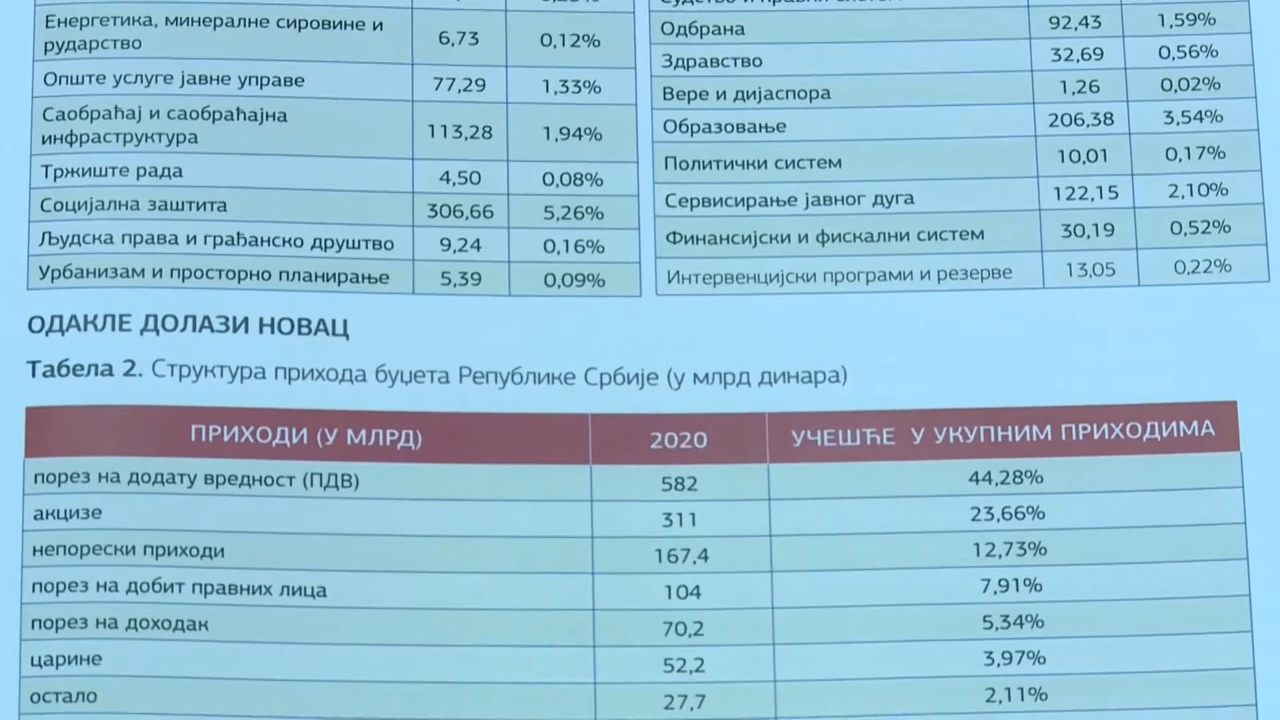 Енергетика, минералне сировине и
рударство
6,73
0,12%
Опште услуге јавне управе
77,29
1,33%
Саобраћај и саобраћајна
инфраструктура
113,28
1,94%
Тржиште рада
4,50
0,08%
Социјална заштита
306,66
5,26%
Људска права и грађанско друштво
9,24
0,16%
Урбанизам и просторно планирање
5,39
0,09%
Одбрана
92,43
1,59%
Здравство
32,69
0,56%
Вере и дијаспора
1,26
0,02%
Образовање
206,38
3,54%
Политички систем
10,01
0,17%
Сервисирање јавног дуга
122,15
2,10%
Финансијски и фискални систем
30,19
0,52%
Интервенцијски програми и резерве
13,05
0,22%
ОДАКЛЕ ДОЛАЗИ НОВАЦ
Табела 2. Структура прихода буџета Републике Србије (у млрд динара)
ПРИХОДИ (У МЛРД)
2020
УЧЕШЋЕ У УКУПНИМ ПРИХОДИМА
порез на додату вредност (ПДВ)
582
44,28%
акцизе
311
23,66%
непорески приходи
167,4
12,73%
порез на добит правних лица
104
7,91%
порез на доходак
70,2
5,34%
царине
52,2
3,97%
остало
27,7
2,11%